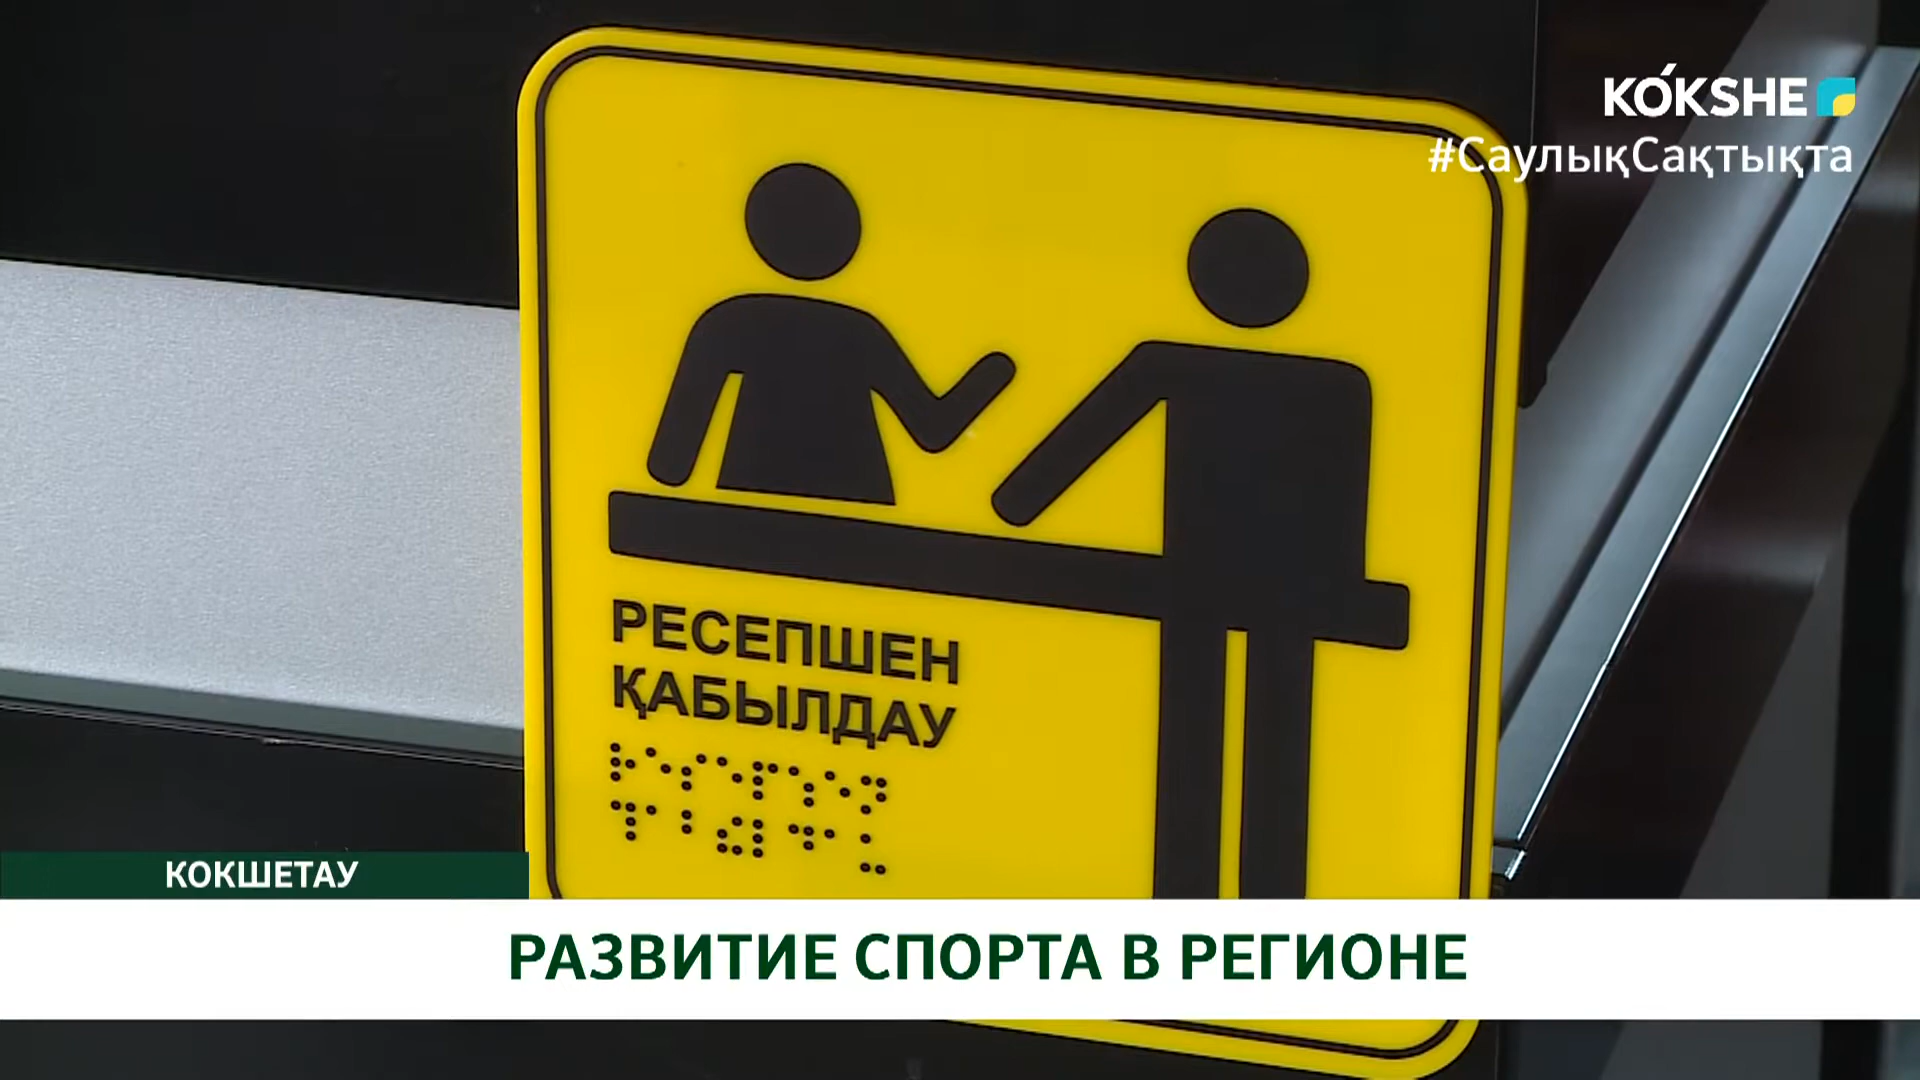 KÓKSHE
#СаулықСақтықта
РЕСЕПШЕН
ҚАБЫЛДАУ
КОКШЕТАУ
РАЗВИТИЕ СПОРТА В РЕГИОНЕ